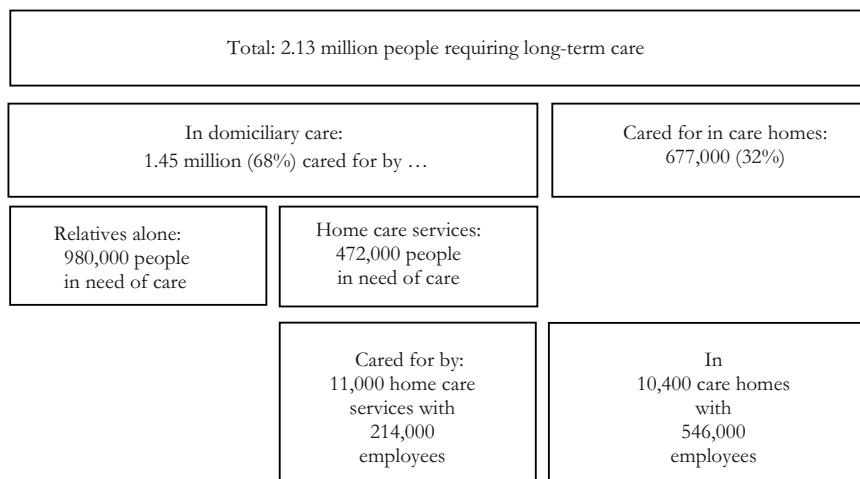 Total: 2.13 million people requiring long-term care
In domiciliary care:
1.45 million (68%) cared for by …
Cared for in care homes:
677,000 (32%)
Relatives alone:
980,000 people
in need of care
Home care services:
472,000 people
in need of care
Cared for by:
11,000 home care
services with
214,000
employees
In
10,400 care homes
with
546,000
employees